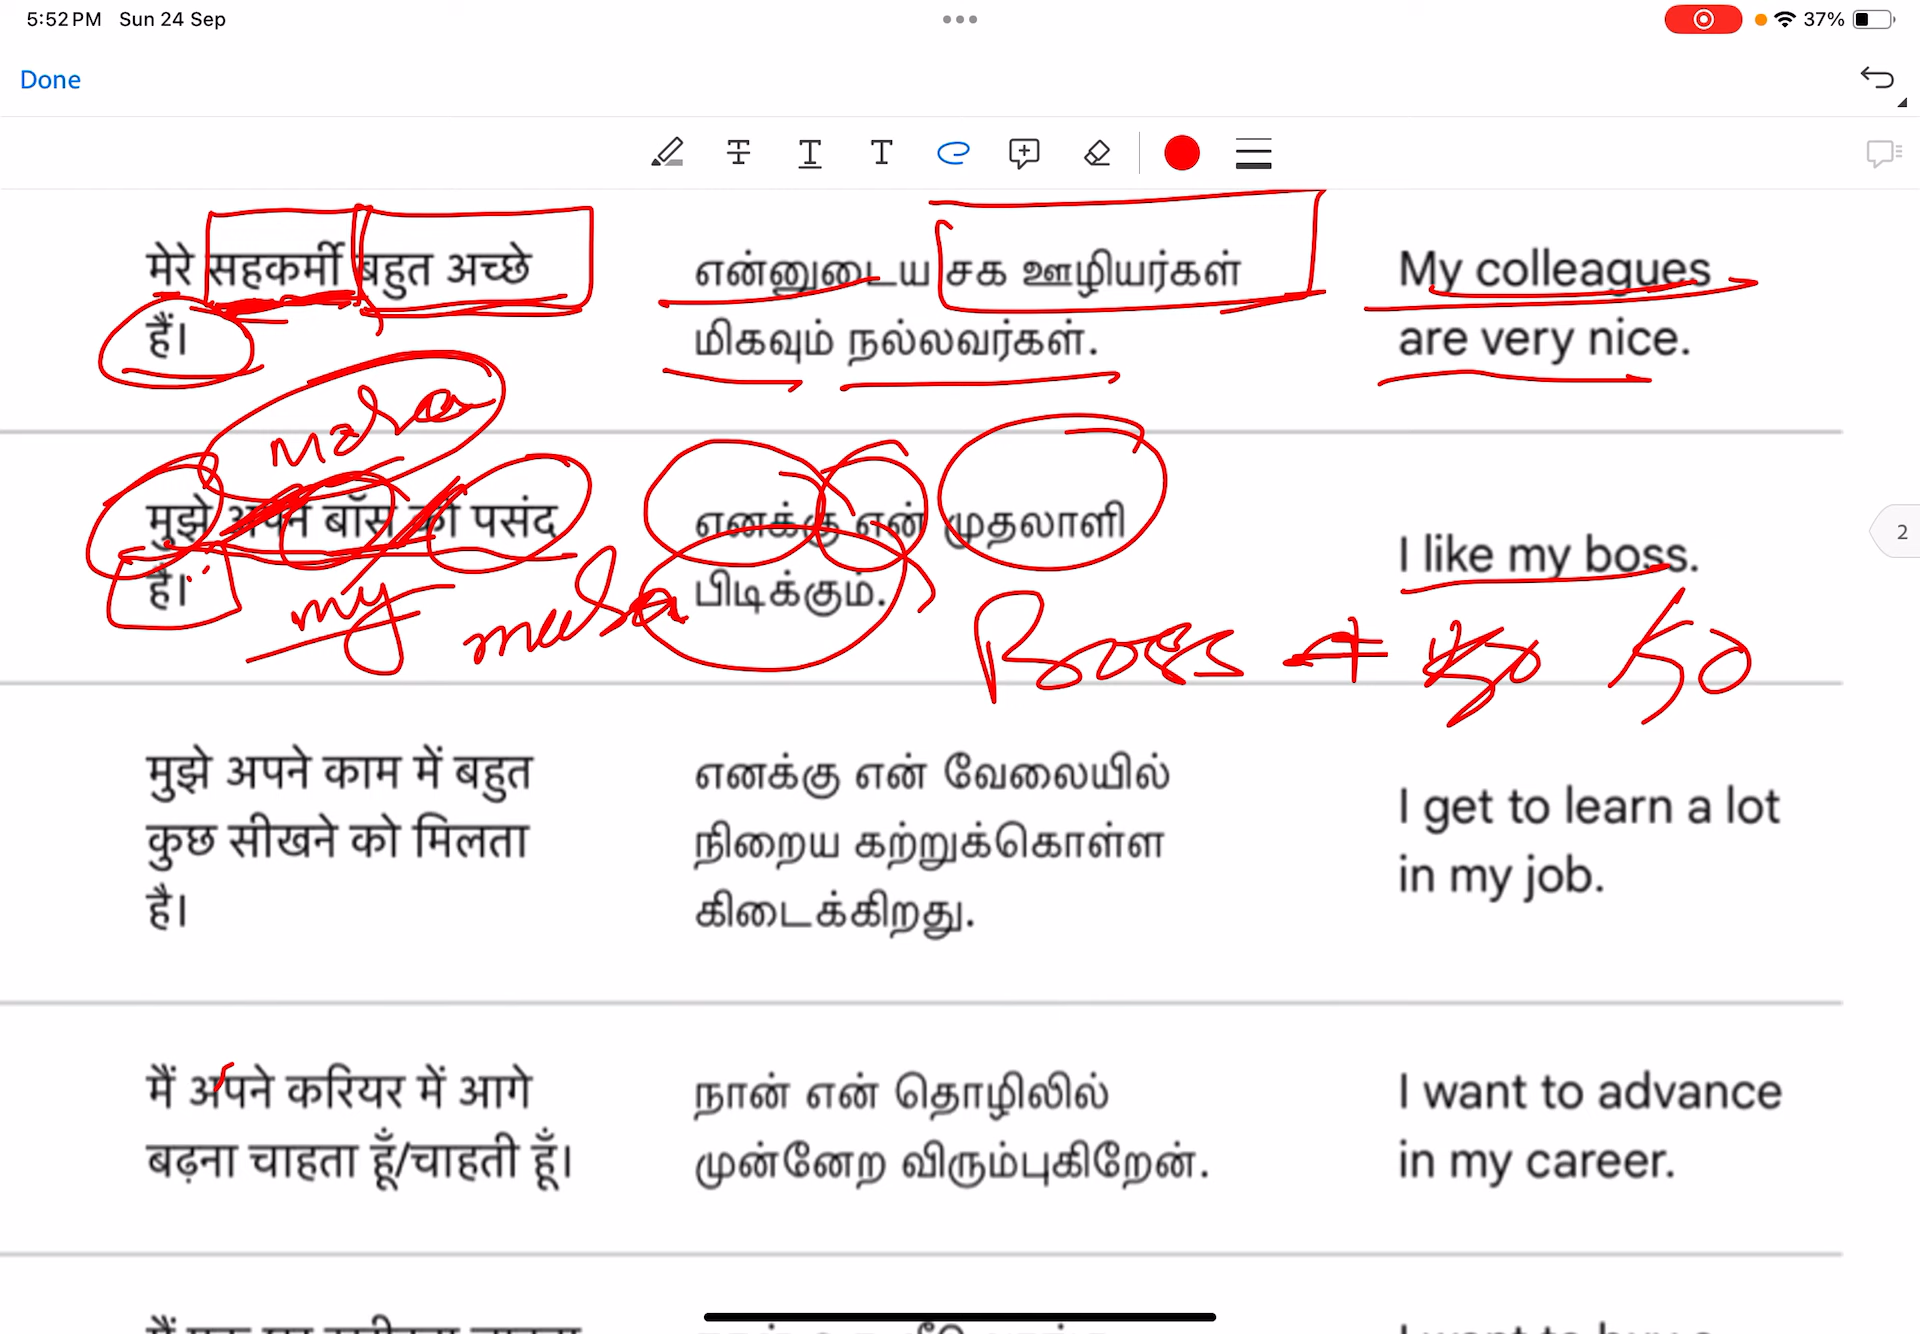 5:52 PM Sun 24 Sep
37%
Done
मेरे सहकर्मी बहुत अच्छे
हैं।
என்னுடைய சக ஊழியர்கள்
மிகவும் நல்லவர்கள்.
My colleagues
are very nice.
मुझे अपने बॉस को पसंद
है।
எனக்கு என் முதலாளி
பிடிக்கும்.
I like my boss.
my
Boss
2
मुझे अपने काम में बहुत
कुछ सीखने को मिलता
है।
எனக்கு என் வேலையில்
நிறைய கற்றுக்கொள்ள
கிடைக்கிறது.
I get to learn a lot
in my job.
मैं अपने करियर में आगे
बढ़ना चाहता हूँ/चाहती हूँ।
நான் என் தொழிலில்
முன்னேற விரும்புகிறேன்.
I want to advance
in my career.